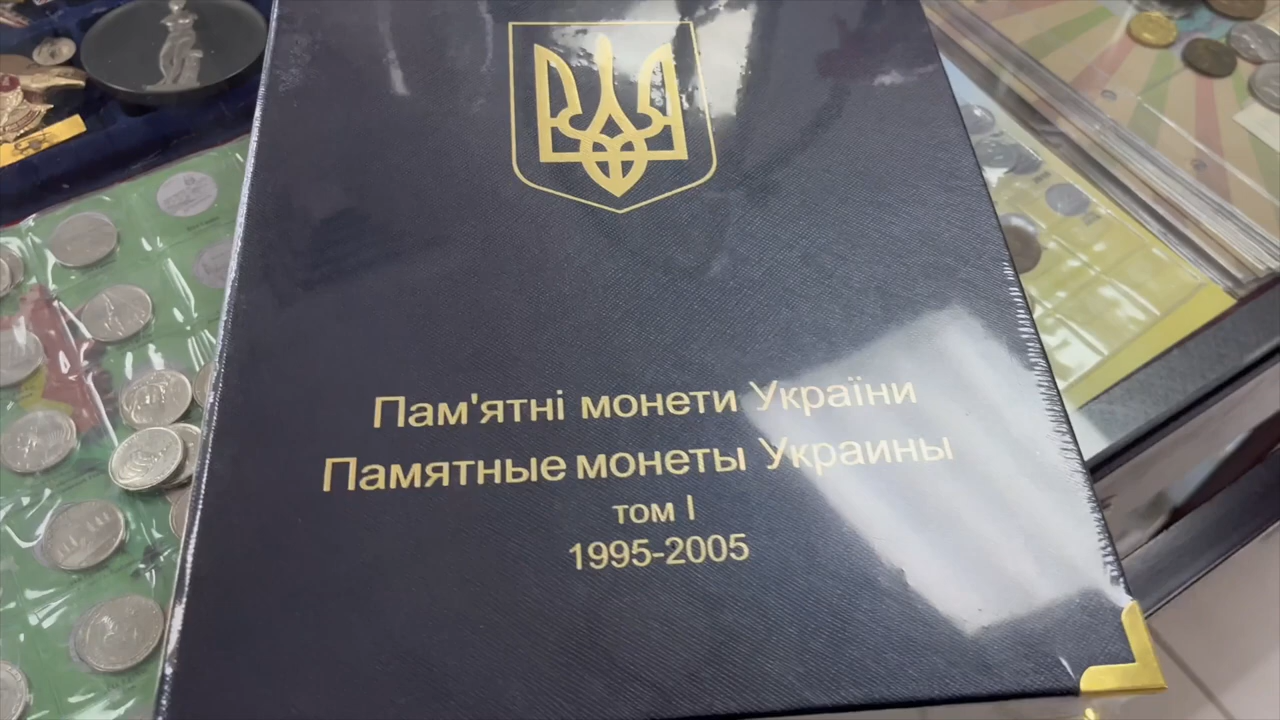 Пам'ятні монети України
Памятные монеты Украины
том I
1995-2005